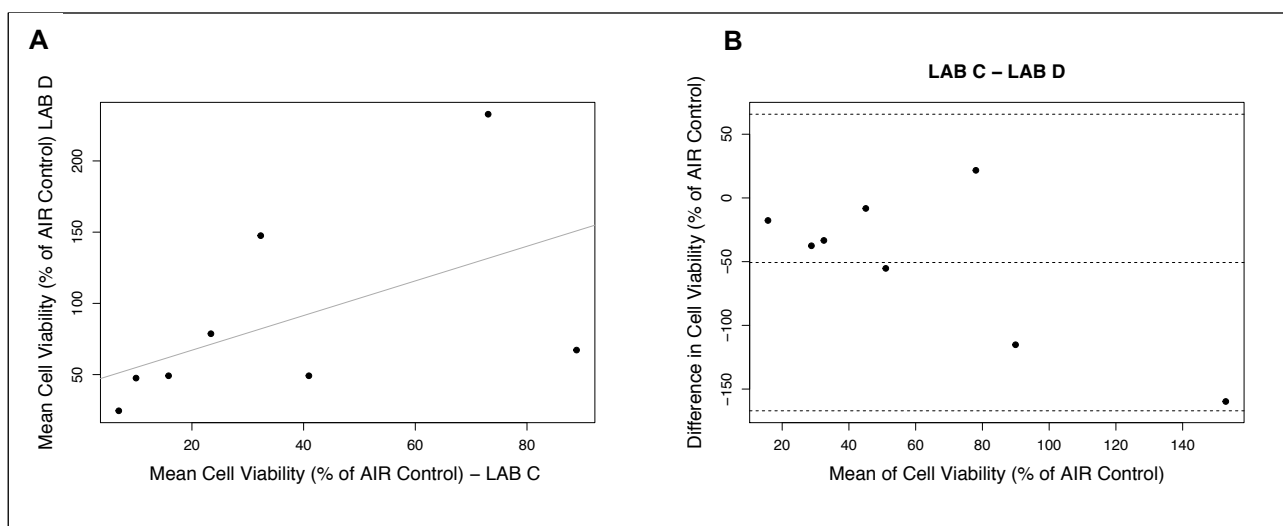 A
Mean Cell Viability (% of AIR Control) LAB D
200
150
100
50
20 40 60 80
Mean Cell Viability (% of AIR Control) – LAB C
B
LAB C – LAB D
Difference in Cell Viability (% of AIR Control)
50
0
−50
−100
−150
20 40 60 80 100 120 140
Mean of Cell Viability (% of AIR Control)